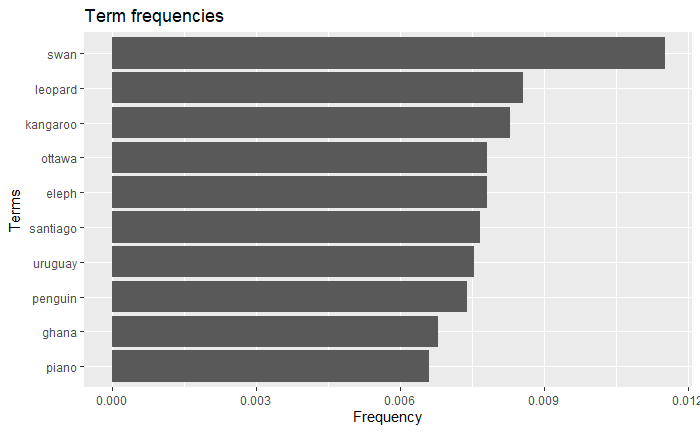 Term frequencies
swan
leopard
kangaroo
ottawa
eleph
santiago
uruguay
penguin
ghana
piano
Terms
0.000 0.003 0.006 0.009 0.012
Frequency